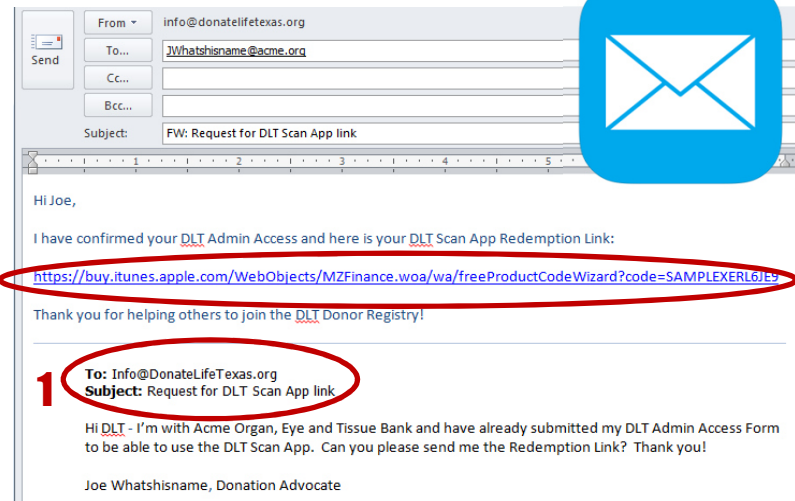 From
info@donatelifetexas.org
Send
To...
JWhatshisname@acme.org
Cc...
Bcc...
Subject:
FW: Request for DLT Scan App link
1 2 3 4 5
Hi Joe,
I have confirmed your DLT Admin Access and here is your DLT Scan App Redemption Link:
https://buy.itunes.apple.com/WebObjects/MZFinance.woa/wa/freeProductCodeWizard?code=SAMPLEXERL6JE9
Thank you for helping others to join the DLT Donor Registry!
1
To: Info@DonateLifeTexas.org
Subject: Request for DLT Scan App link
Hi DLT - I’m with Acme Organ, Eye and Tissue Bank and have already submitted my DLT Admin Access Form
to be able to use the DLT Scan App.  Can you please send me the Redemption Link?  Thank you!
Joe Whatshisname, Donation Advocate